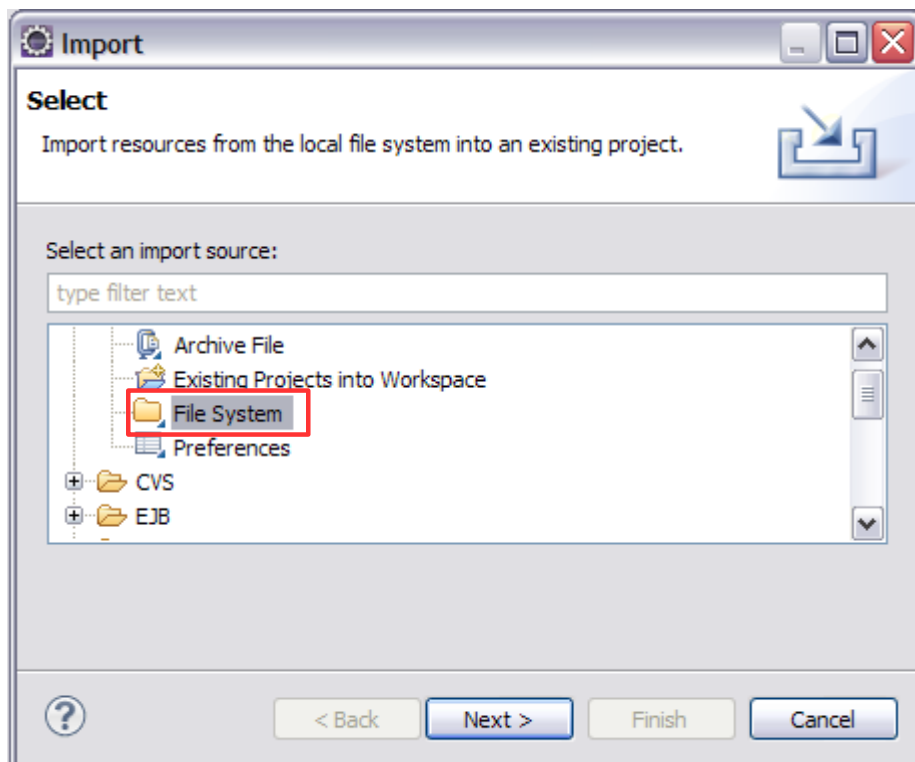 Import
Select
Import resources from the local file system into an existing project.
Select an import source:
type filter text
Archive File
Existing Projects into Workspace
File System
Preferences
CVS
EJB
? < Back Next > Finish Cancel